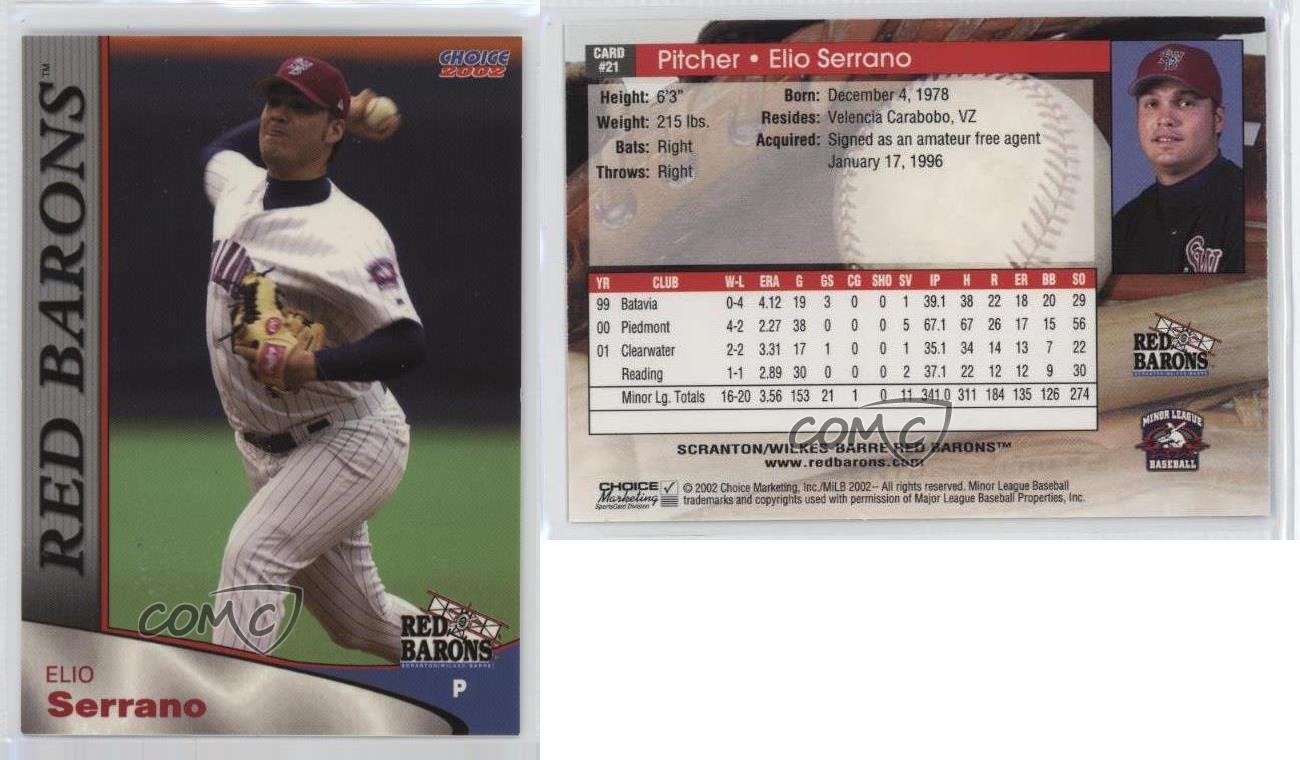 RED BARONS™
CHOICE
2002
COMC
RED
BARONS
SCRANTON/WILKES BARRE
ELIO
Serrano
P
CARD
#21
Pitcher • Elio Serrano
Height: 6'3" Born: December 4, 1978
Weight: 215 lbs. Resides: Velencia Carabobo, VZ
Bats: Right Acquired: Signed as an amateur free agent
Throws: Right January 17, 1996
YR CLUB W-L ERA G GS CG SHO SV IP H R ER BB SO
99 Batavia 0-4 4.12 19 3 0 0 1 39.1 38 22 18 20 29
00 Piedmont 4-2 2.27 38 0 0 0 5 67.1 67 26 17 15 56
01 Clearwater 2-2 3.31 17 1 0 0 1 35.1 34 14 13 7 22
Reading 1-1 2.89 30 0 0 0 2 37.1 22 12 12 9 30
Minor Lg. Totals 16-20 3.56 153 21 1 0 11 341.0 311 184 135 126 274
SW
RED
BARONS
SCRANTON/WILKES BARRE
COMC
SCRANTON/WILKES BARRE RED BARONS™
www.redbarons.com
MINOR LEAGUE
BASEBALL
CHOICE
Marketing
SportsCard Division
© 2002 Choice Marketing, Inc./MiLB 2002-- All rights reserved. Minor League Baseball
trademarks and copyrights used with permission of Major League Baseball Properties, Inc.